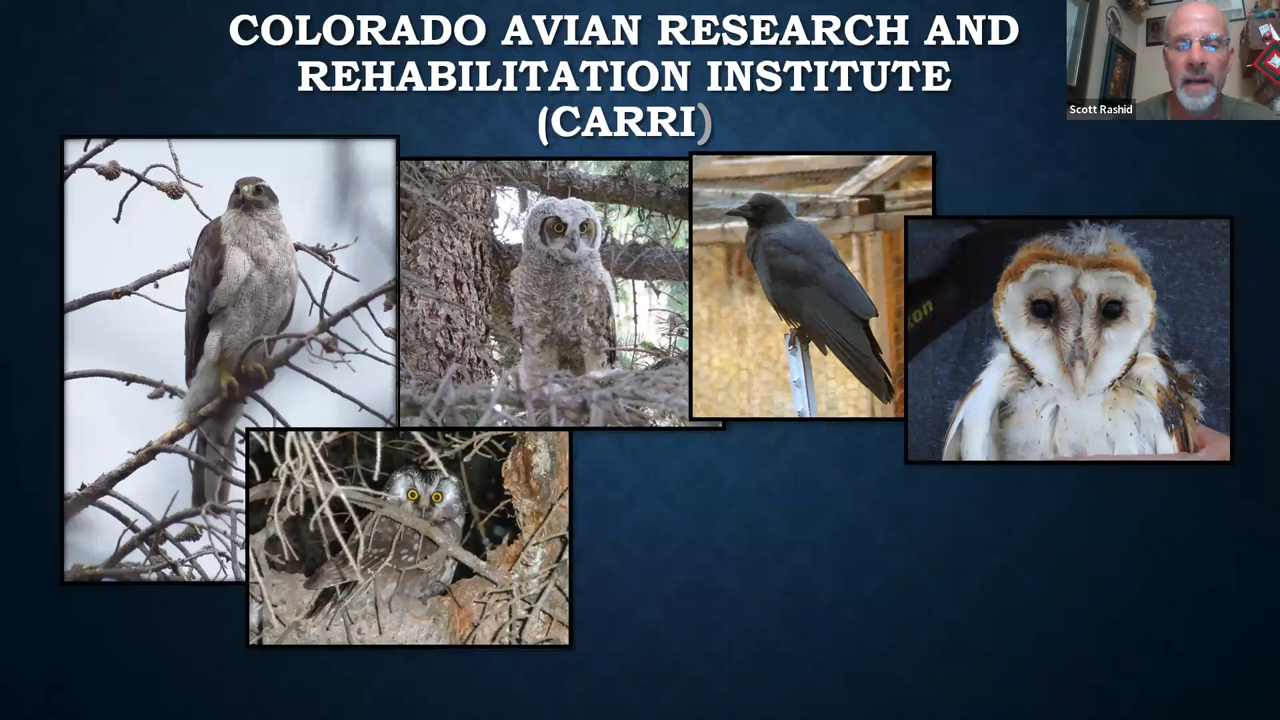 COLORADO AVIAN RESEARCH AND
REHABILITATION INSTITUTE
(CARRI)
Scott Rashid